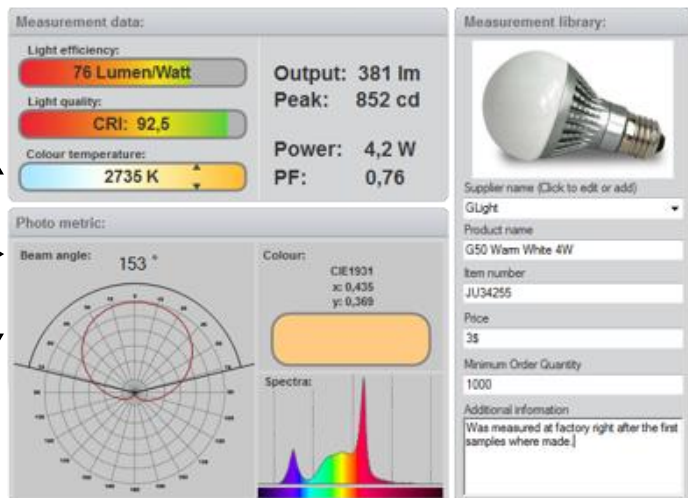 Measurement data:
Light efficiency:
76 Lumen/Watt
Light quality:
CRI: 92,5
Colour temperature:
2735 K
Output: 381 lm
Peak: 852 cd
Power: 4,2 W
PF: 0,76
Photo metric:
Beam angle:
153 °
Colour:
CIE1931
x: 0,435
y: 0,369
Spectra:
Measurement library:
Supplier name (Click to edit or add)
GLight
Product name
G50 Warm White 4W
Item number
JU34255
Price
3$
Minimum Order Quantity
1000
Additional information
Was measured at factory right after the first
samples where made.